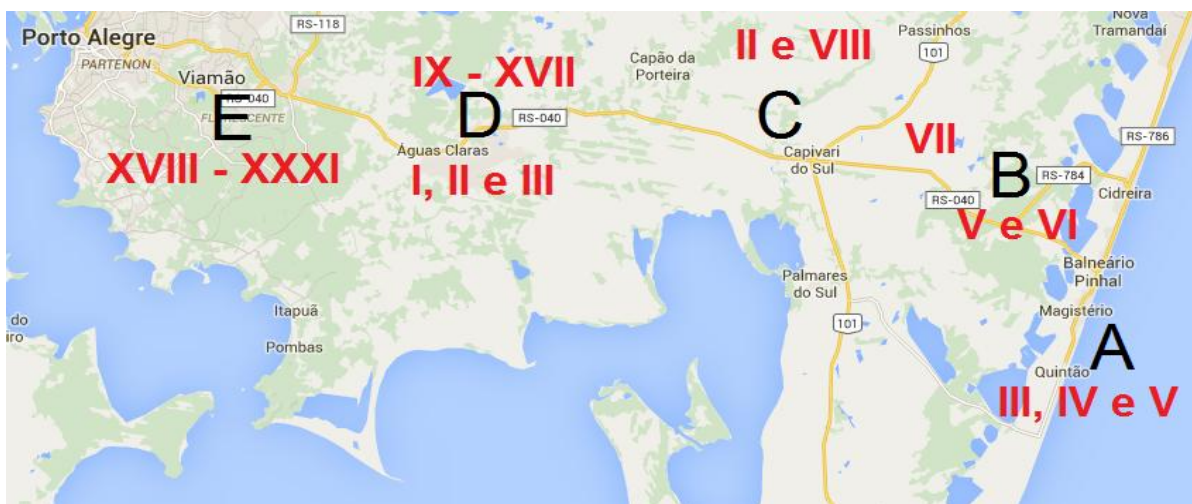 RS-118
Nova
Tramandaí
Porto Alegre
PARTENON
II e VIII
Passinhos
101
Capão da
Porteira
Viamão
IX - XVII
E
RS-040
D
RS-040
C
VII
RS-786
Águas Claras
Capivari
do Sul
B
RS-784
XVIII - XXXI
I, II e III
RS-040
Cidreira
V e VI
Balneário
Pinhal
Palmares
do Sul
Itapuã
Magistério
do
iro
Pombas
101
A
Quintão
III, IV e V